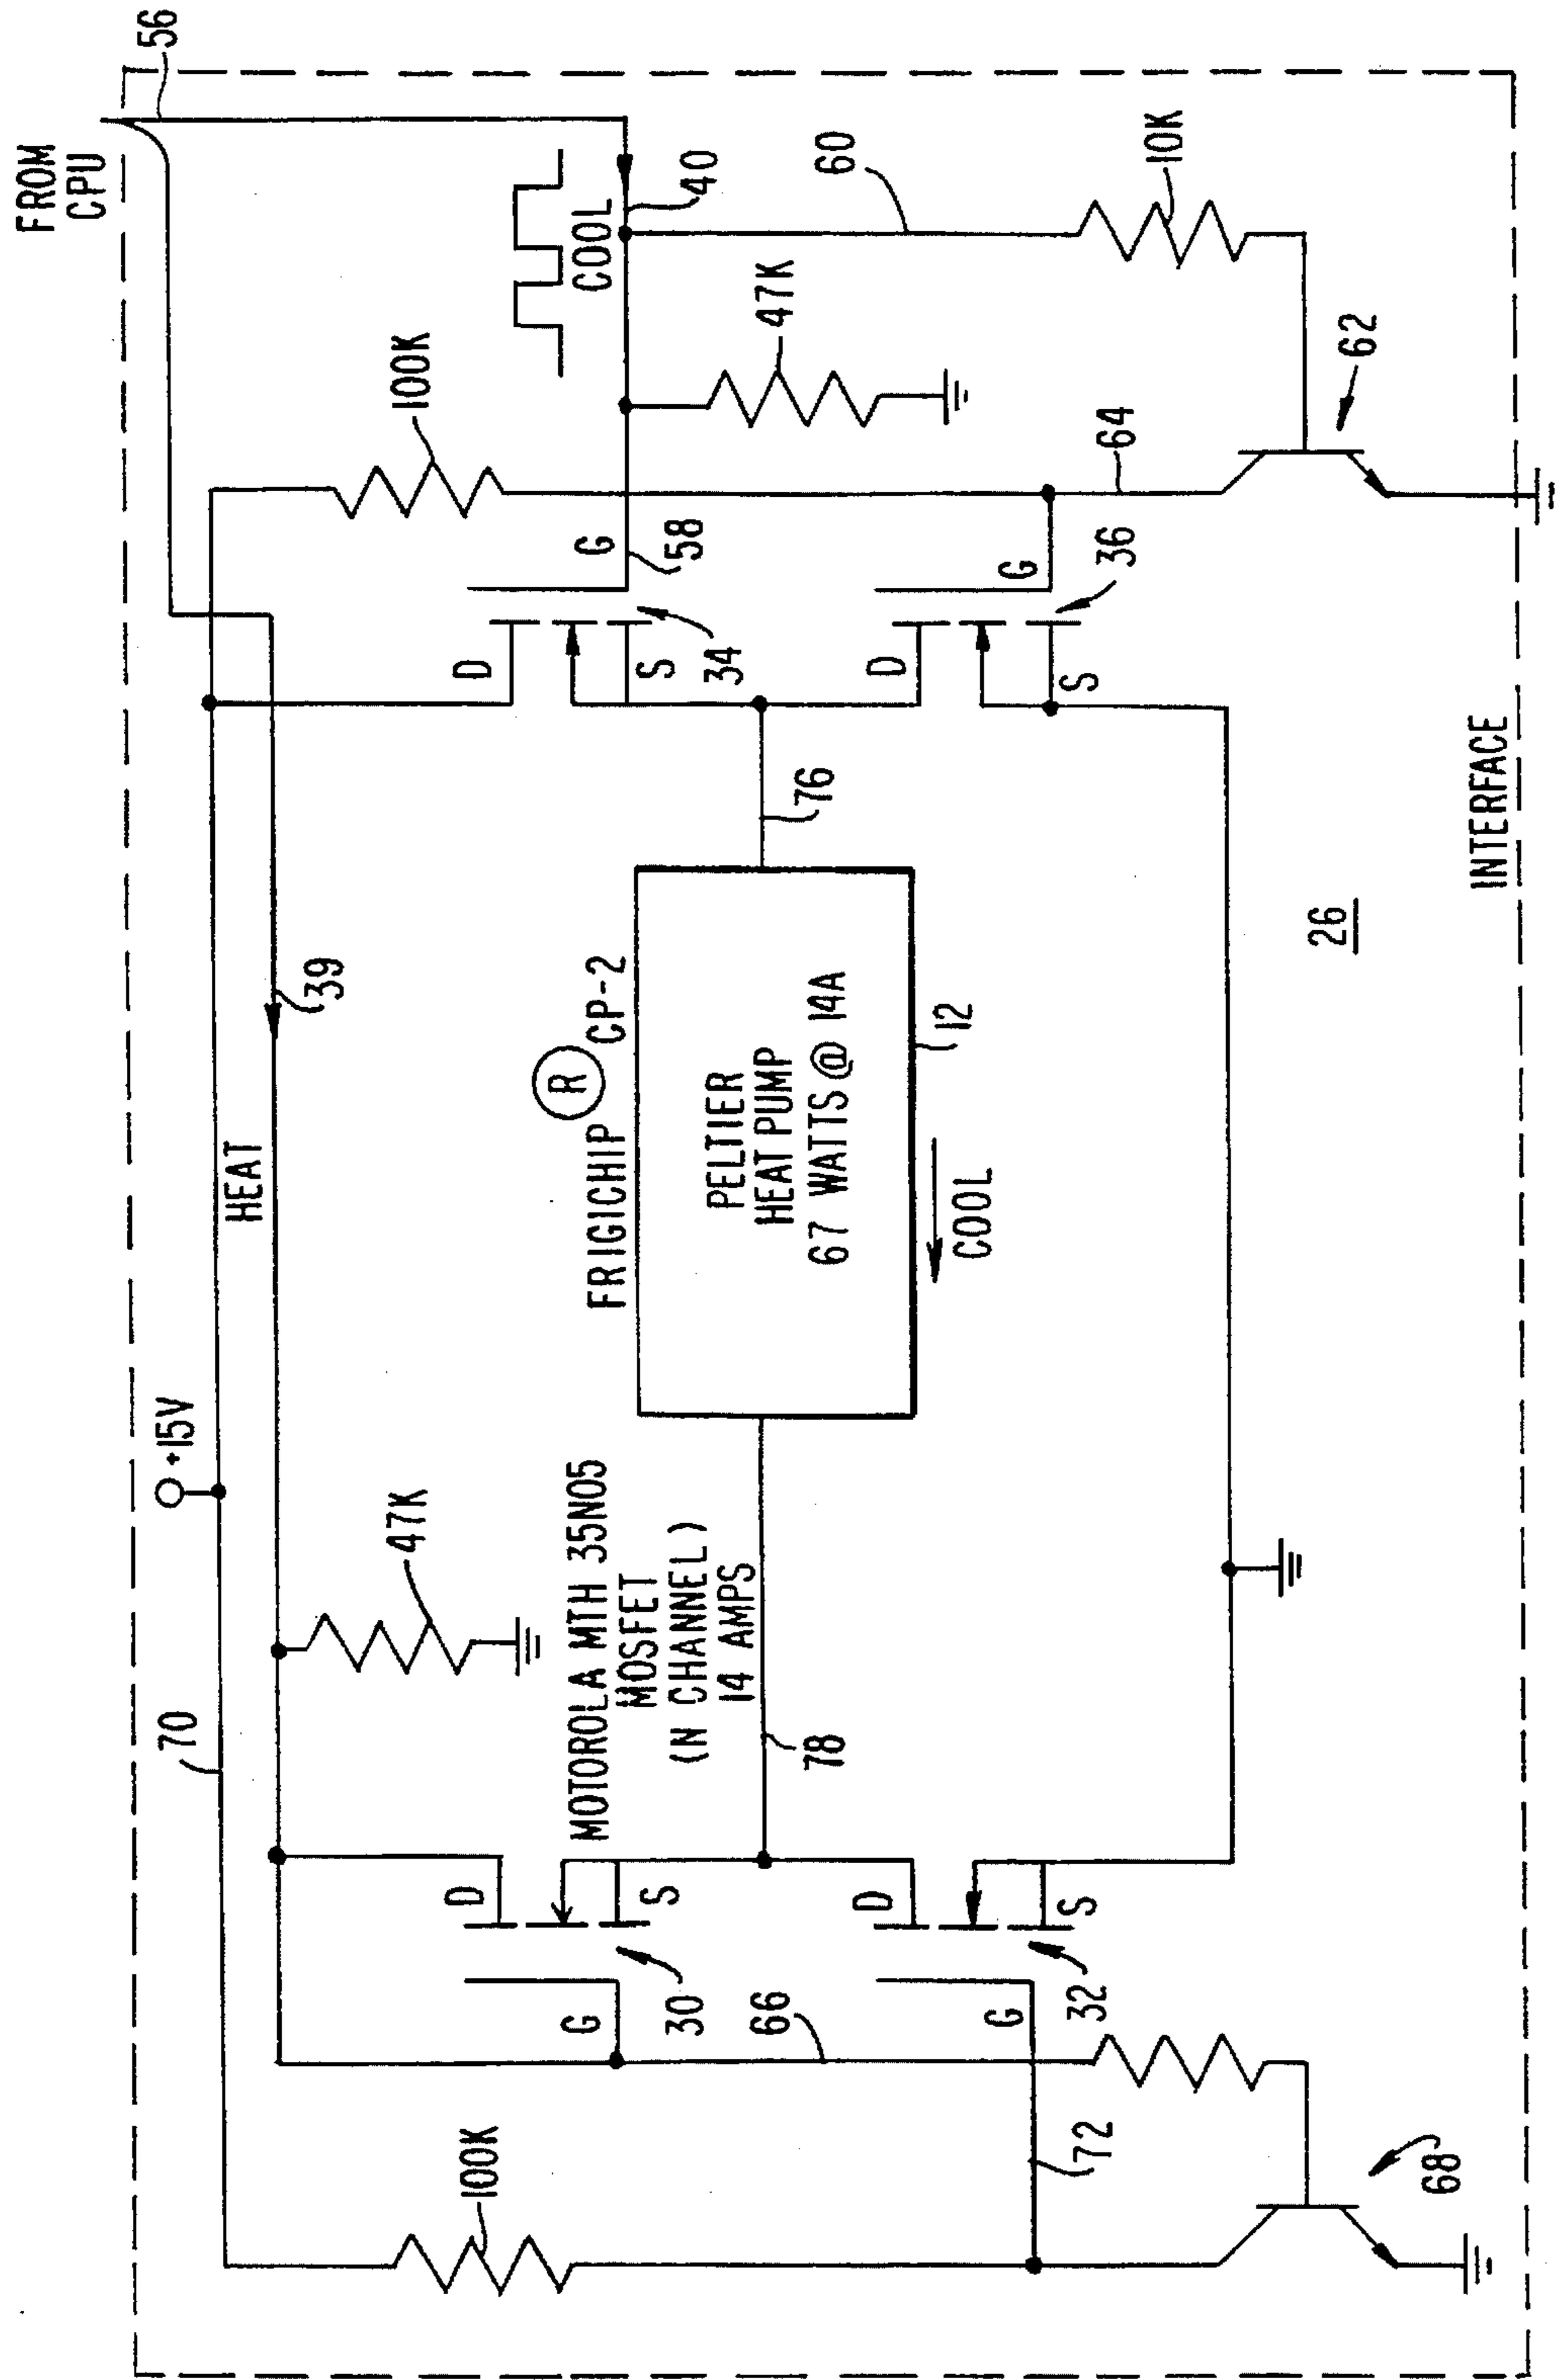 FROM
CPU
56
+15V
70
HEAT
39
100K
COOL
40
60
10K
47K
47K
100K
58
G
D
S
34
64
62
G
D
S
36
76
FRIGICHIP ® CP-2
PELTIER
HEAT PUMP
67 WATTS @ 14A
12
COOL
MOTOROLA MTH 35N05
MOSFET
(N CHANNEL)
14 AMPS
78
D
S
G
30
66
D
S
G
32
72
68
26
INTERFACE